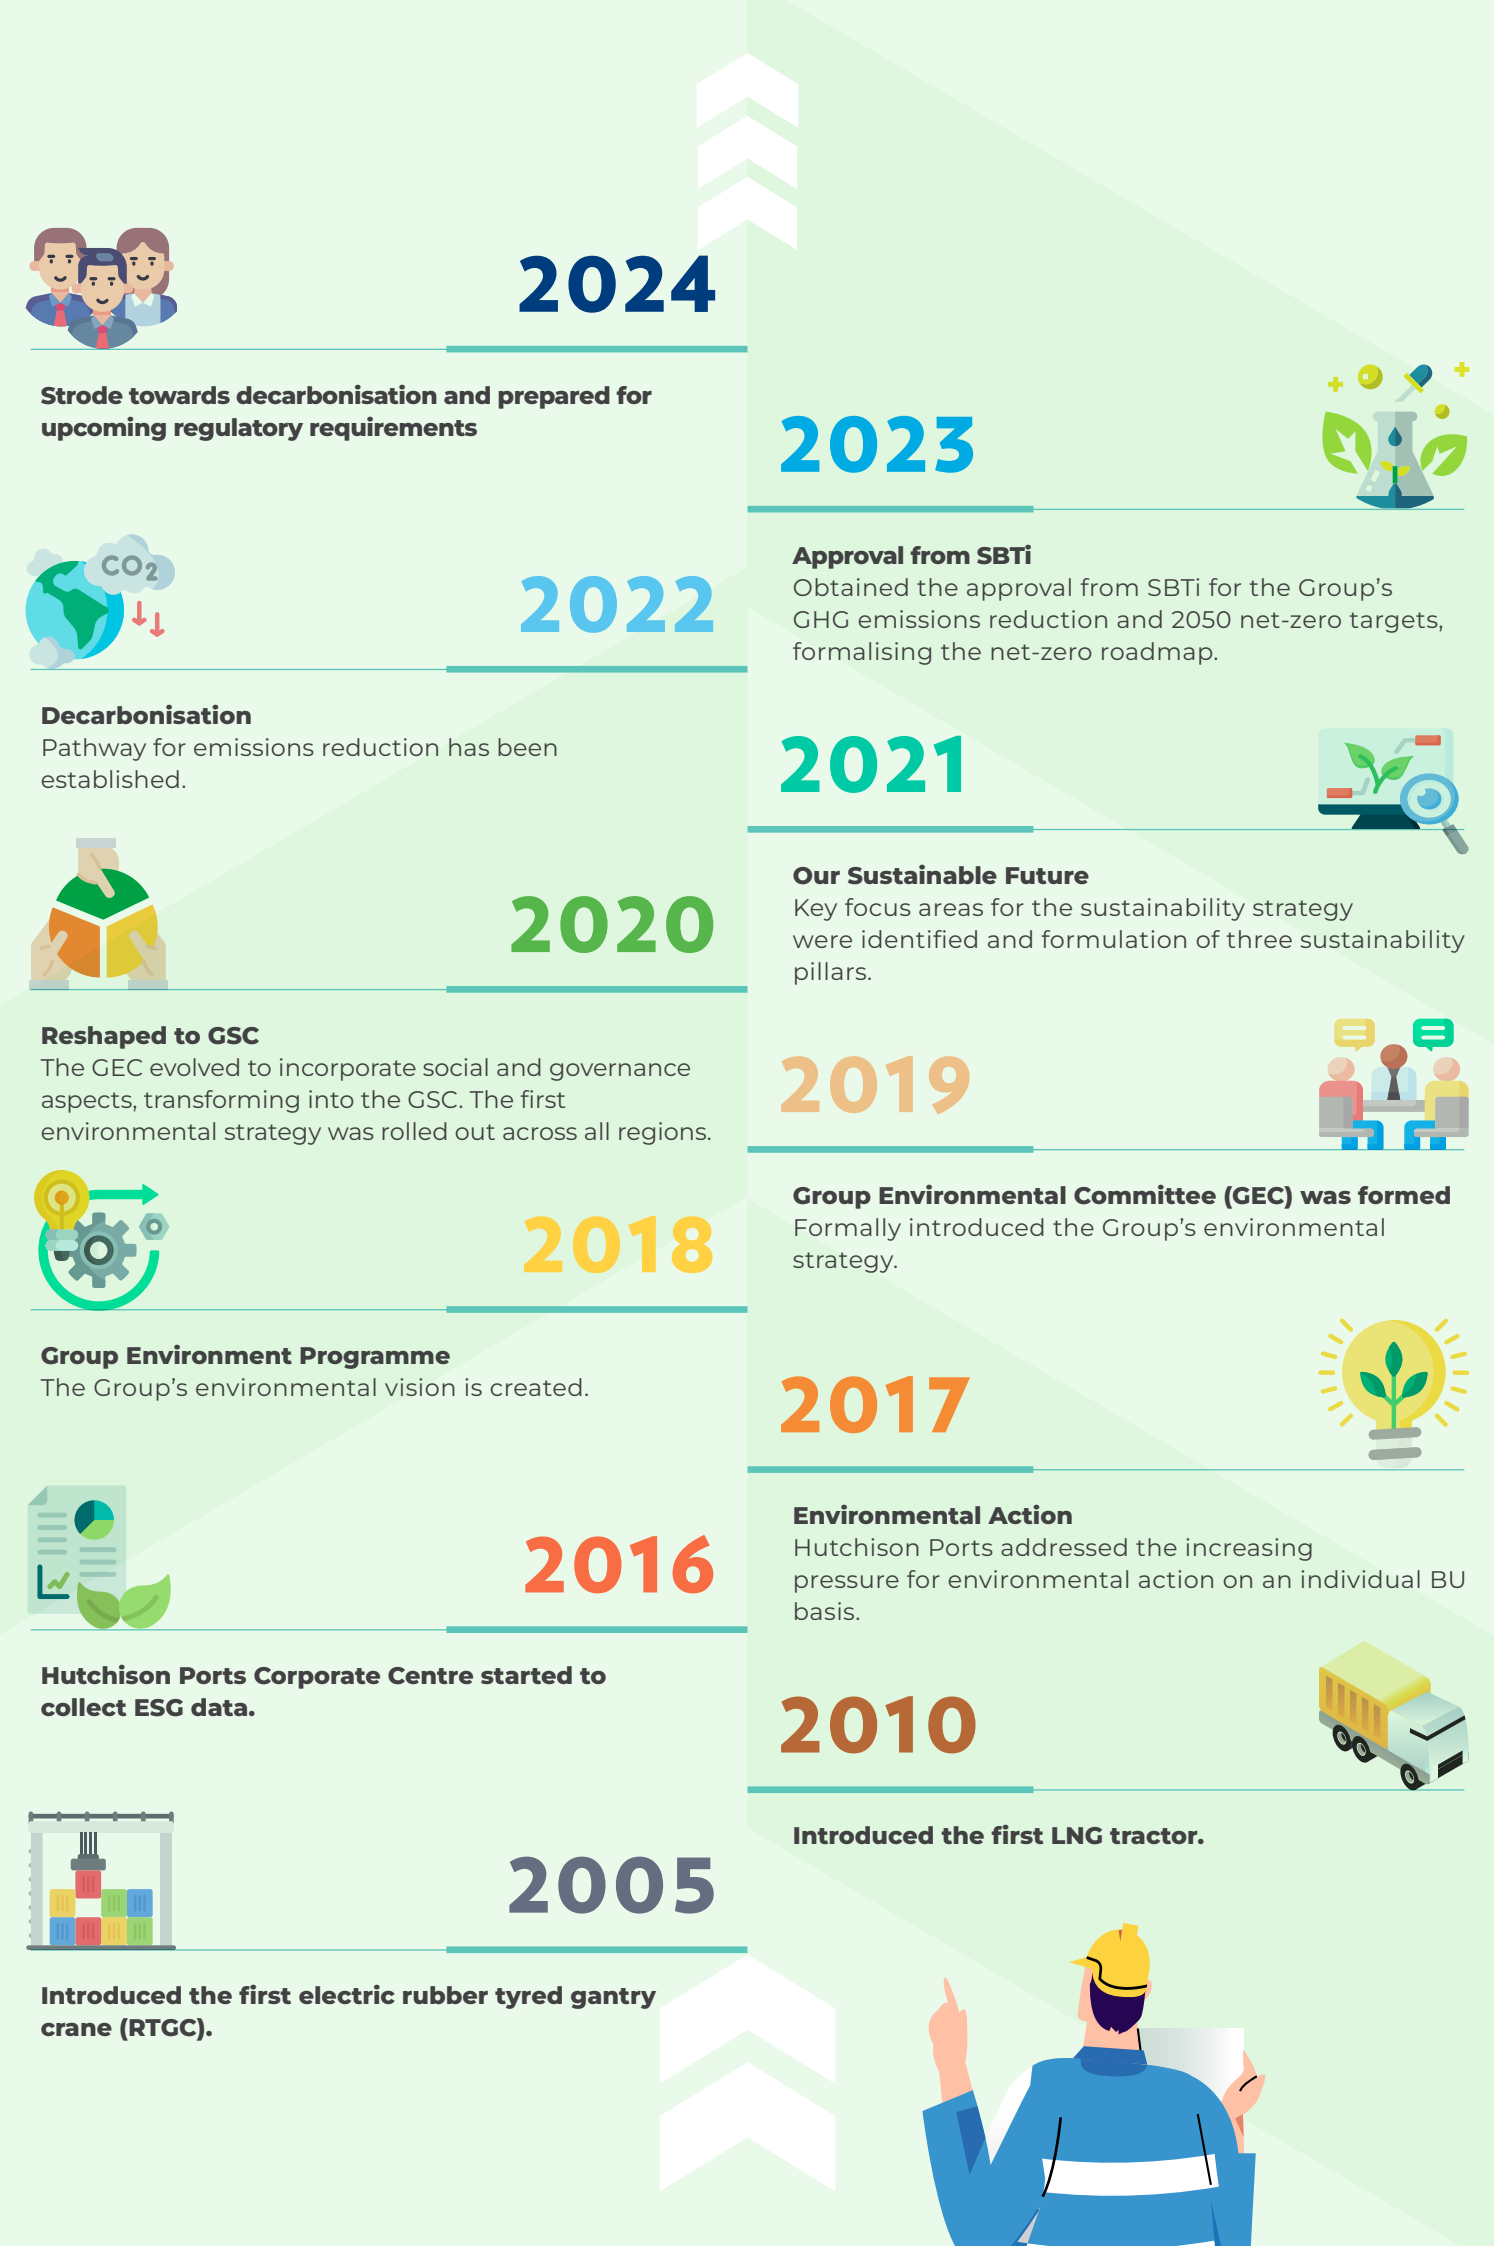 2024
Strode towards decarbonisation and prepared for
upcoming regulatory requirements
2023
Approval from SBTi
Obtained the approval from SBTi for the Group’s
GHG emissions reduction and 2050 net-zero targets,
formalising the net-zero roadmap.
CO2
2022
Decarbonisation
Pathway for emissions reduction has been
established.
2021
Our Sustainable Future
Key focus areas for the sustainability strategy
were identified and formulation of three sustainability
pillars.
2020
Reshaped to GSC
The GEC evolved to incorporate social and governance
aspects, transforming into the GSC. The first
environmental strategy was rolled out across all regions.
2019
Group Environmental Committee (GEC) was formed
Formally introduced the Group’s environmental
strategy.
2018
Group Environment Programme
The Group’s environmental vision is created.
2017
Environmental Action
Hutchison Ports addressed the increasing
pressure for environmental action on an individual BU
basis.
2016
Hutchison Ports Corporate Centre started to
collect ESG data.
2010
Introduced the first LNG tractor.
2005
Introduced the first electric rubber tyred gantry
crane (RTGC).